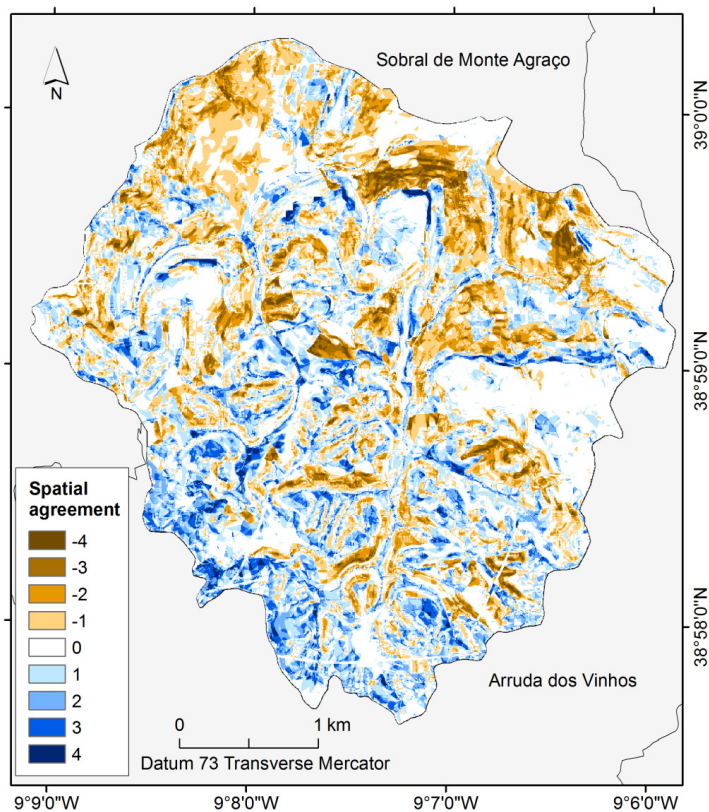 Sobral de Monte Agraço
N
39°0'0"N
38°59'0"N
38°58'0"N
Spatial
agreement
-4
-3
-2
-1
0
1
2
3
4
Arruda dos Vinhos
0 1 km
Datum 73 Transverse Mercator
9°9'0"W 9°8'0"W 9°7'0"W 9°6'0"W